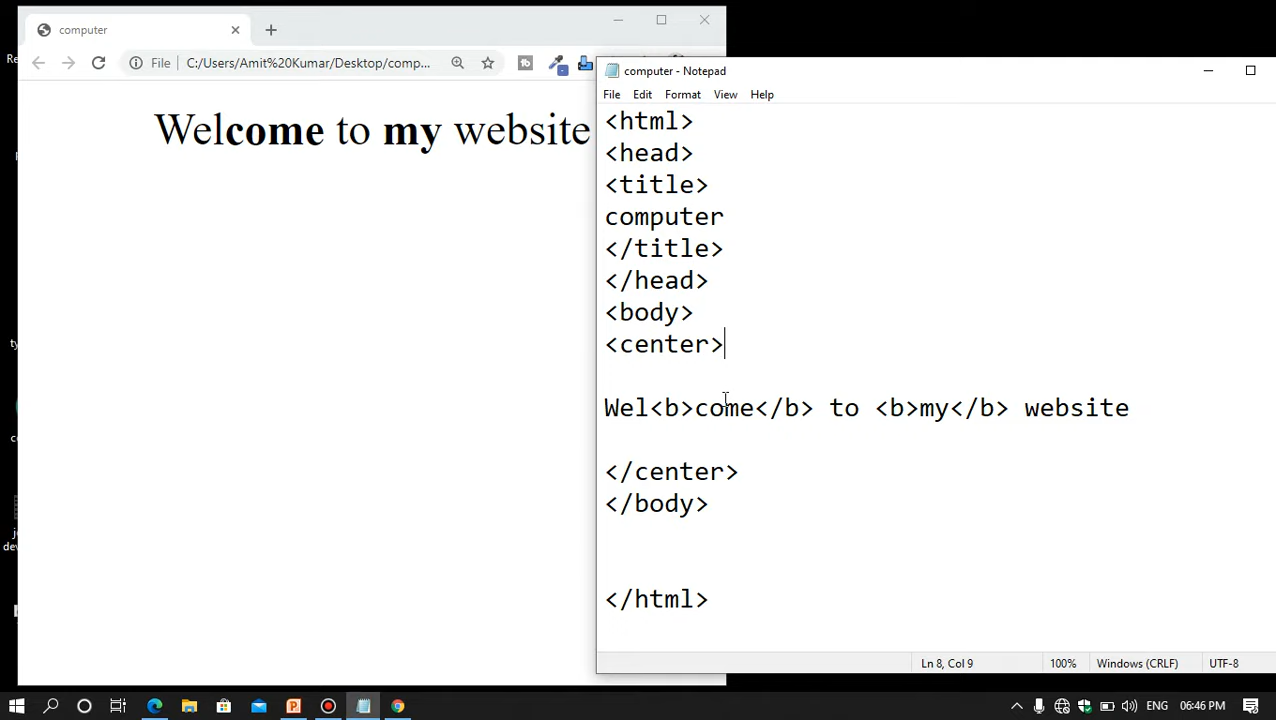 computer
File C:/Users/Amit%20Kumar/Desktop/comp...
Welcome to my website
computer - Notepad
File Edit Format View Help
<html>
<head>
<title>
computer
</title>
</head>
<body>
<center>
Wel<b>come</b> to <b>my</b> website
</center>
</body>
</html>
Ln 8, Col 9 100% Windows (CRLF) UTF-8
ENG 06:46 PM